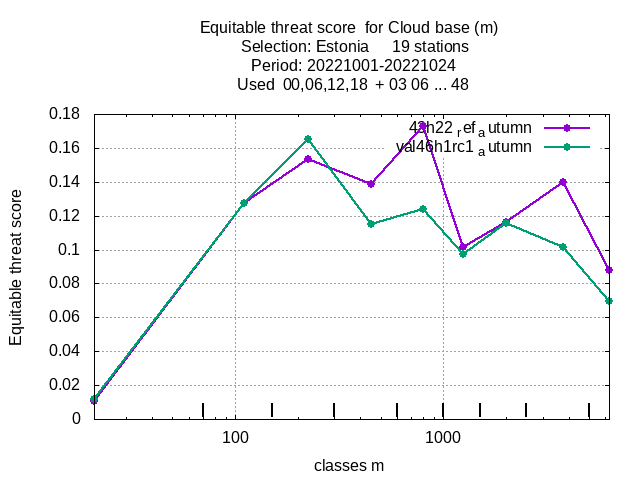 Equitable threat score  for Cloud base (m)
Selection: Estonia     19 stations
Period: 20221001-20221024
Used  00,06,12,18  + 03 06 ... 48
0.18
0.16
0.14
0.12
0.1
0.08
0.06
0.04
0.02
0
Equitable threat score
43h22 ref autumn
val46h1rc1 autumn
100
1000
classes m